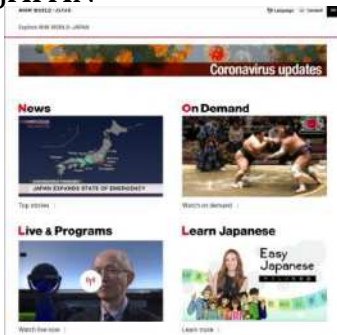 NHK WORLD-JAPAN
Language
Explore NHK WORLD-JAPAN
Coronavirus updates
News
On Demand
JAPAN EXPANDS STATE OF EMERGENCY
Top stories
Watch on demand
Live & Programs
Learn Japanese
Easy
Japanese
Watch live now
Learn more